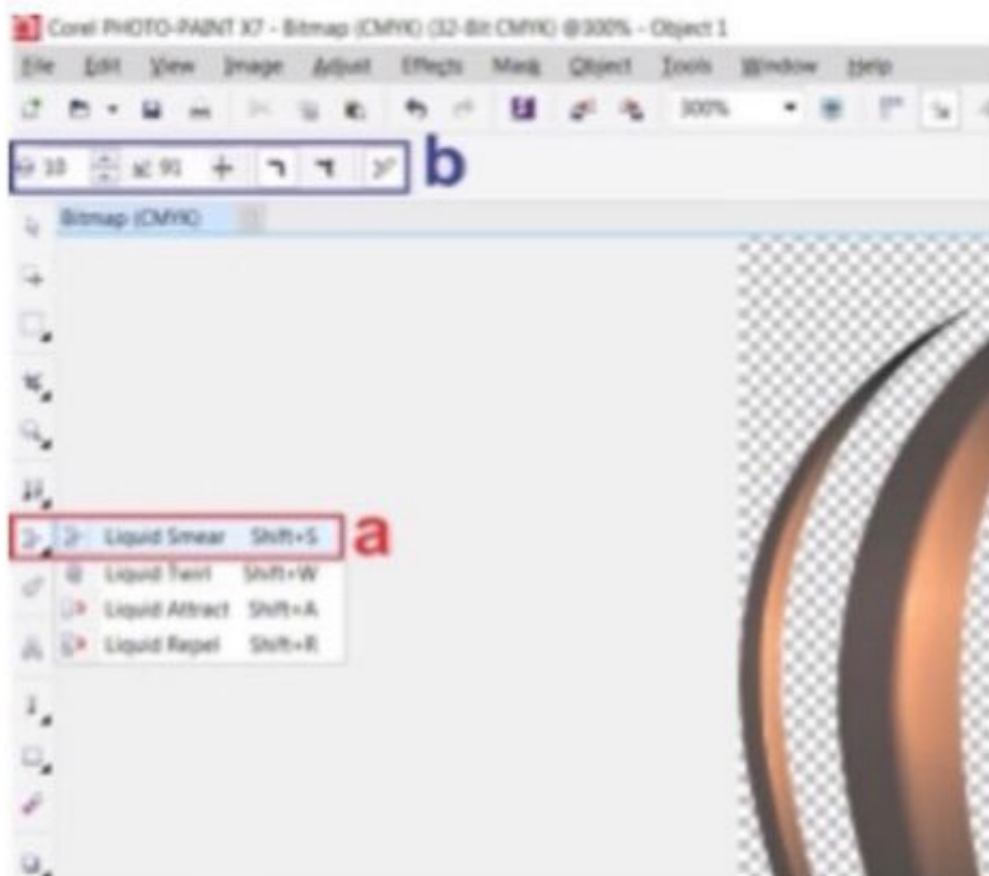 Corel PHOTO-PAINT X7 - Bitmap (CMYK) (32-Bit CMYK) @300% - Object 1
File Edit View Image Adjust Effects Mask Object Tools Window Help
300%
10 91 b
Bitmap (CMYK)
Liquid Smear Shift+S a
Liquid Twirl Shift+W
Liquid Attract Shift+A
Liquid Repel Shift+R